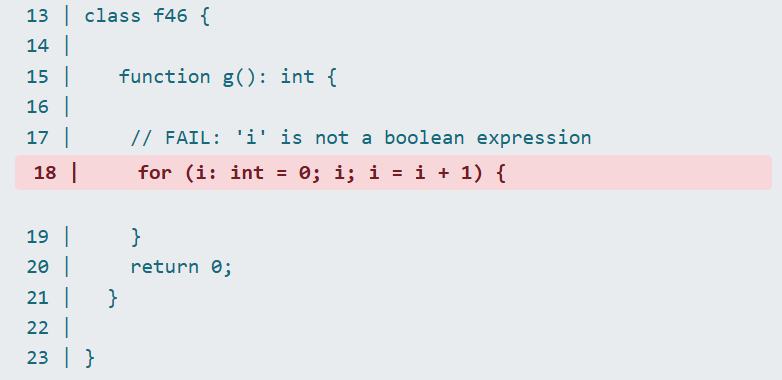 13 | class f46 {
14 |
15 |    function g(): int {
16 |
17 |     // FAIL: 'i' is not a boolean expression
18 |     for (i: int = 0; i; i = i + 1) {
19 |     }
20 |     return 0;
21 |   }
22 |
23 | }